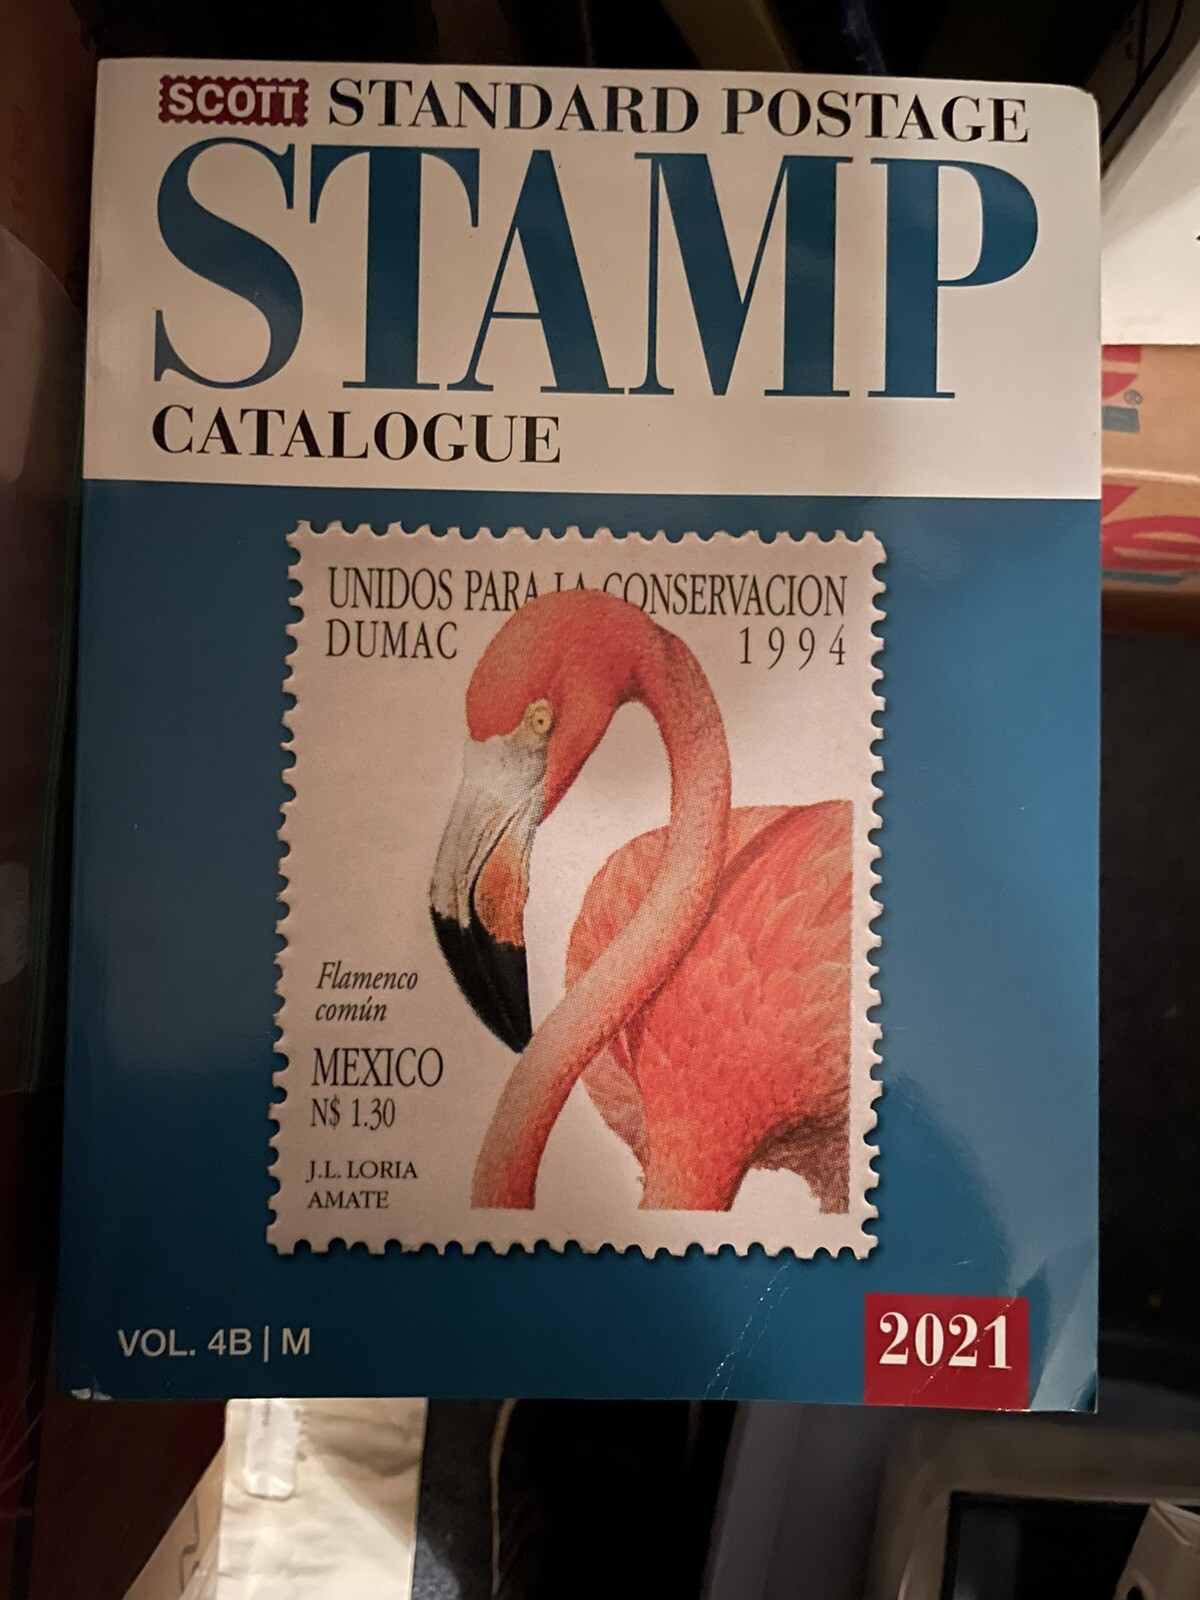 SCOTT STANDARD POSTAGE
STAMP
CATALOGUE
UNIDOS PARA LA CONSERVACION
DUMAC 1994
Flamenco
común
MEXICO
N$ 1.30
J.L. LORIA
AMATE
VOL. 4B | M
2021